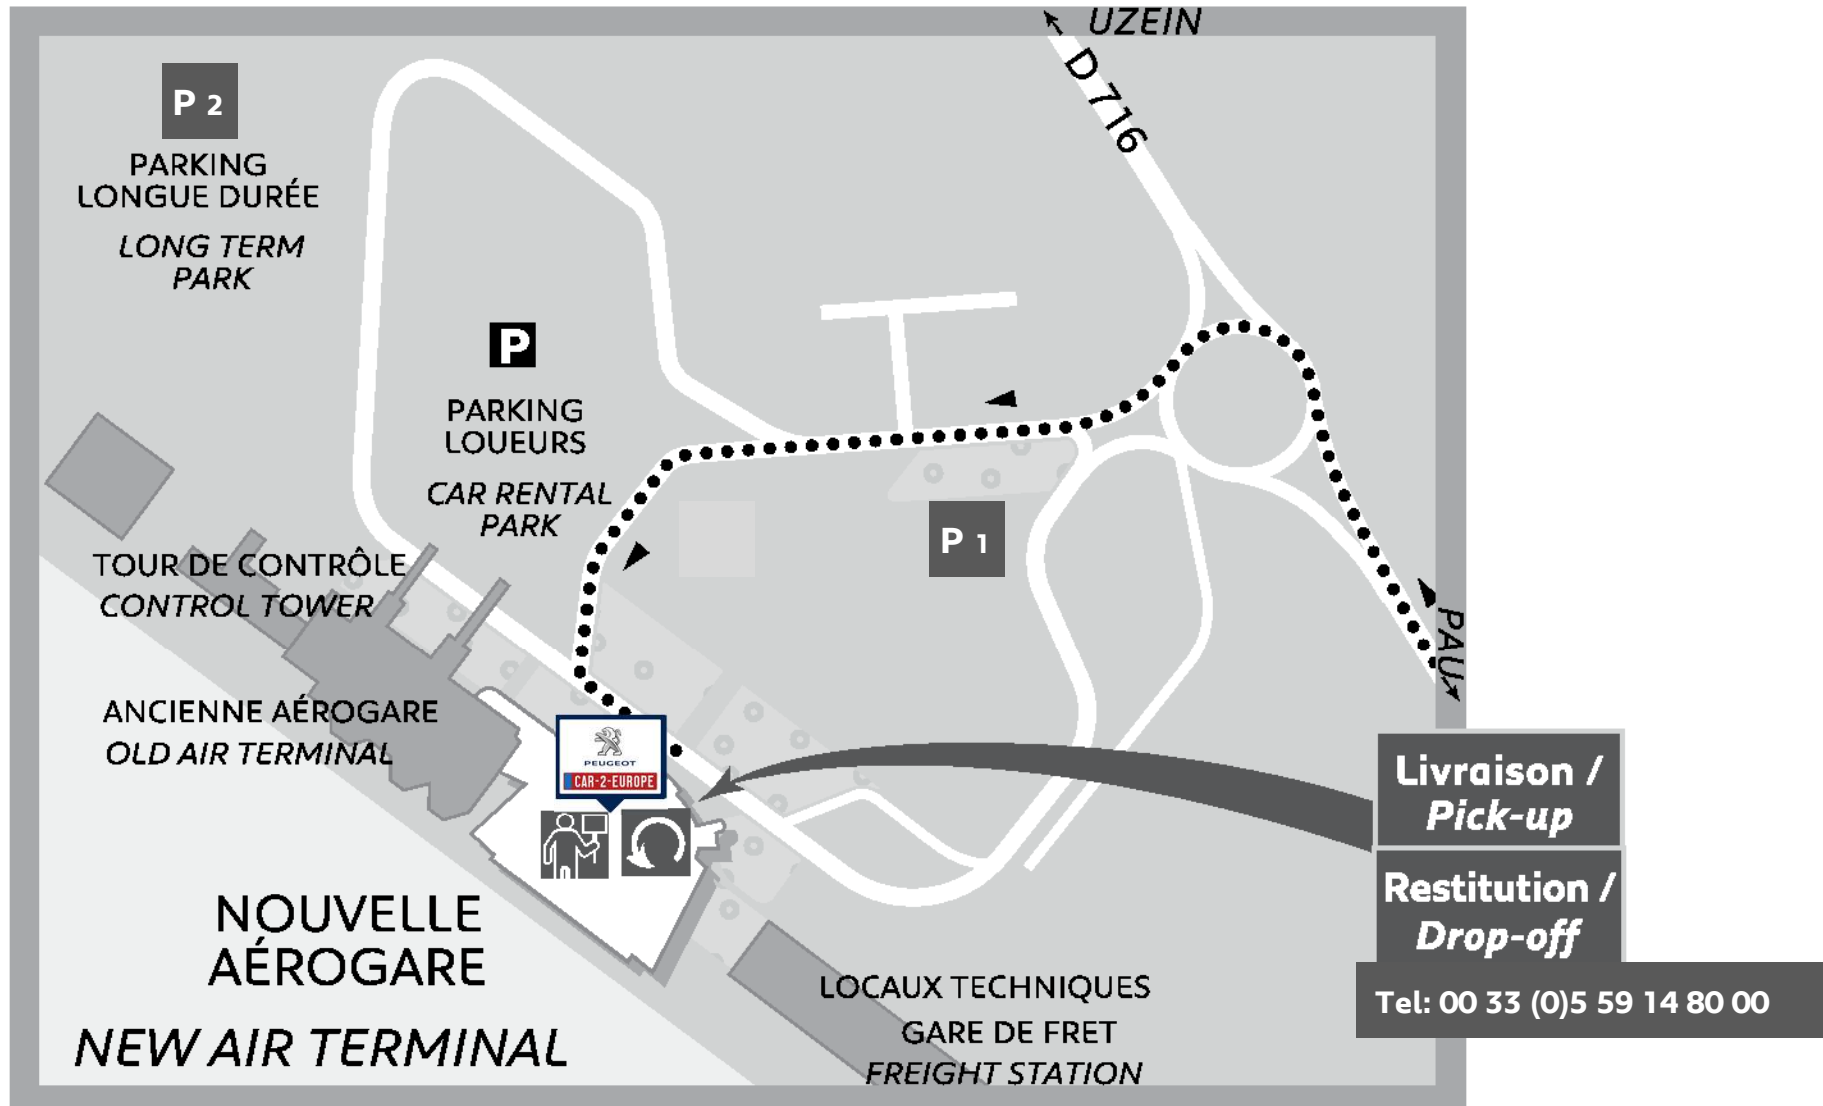 UZEIN
D 716
P 2
PARKING
LONGUE DURÉE
LONG TERM
PARK
P
PARKING
LOUEURS
CAR RENTAL
PARK
P 1
TOUR DE CONTRÔLE
CONTROL TOWER
PAU
ANCIENNE AÉROGARE
OLD AIR TERMINAL
PEUGEOT
CAR-2-EUROPE
Livraison /
Pick-up
Restitution /
Drop-off
Tel: 00 33 (0)5 59 14 80 00
NOUVELLE
AÉROGARE
NEW AIR TERMINAL
LOCAUX TECHNIQUES
GARE DE FRET
FREIGHT STATION